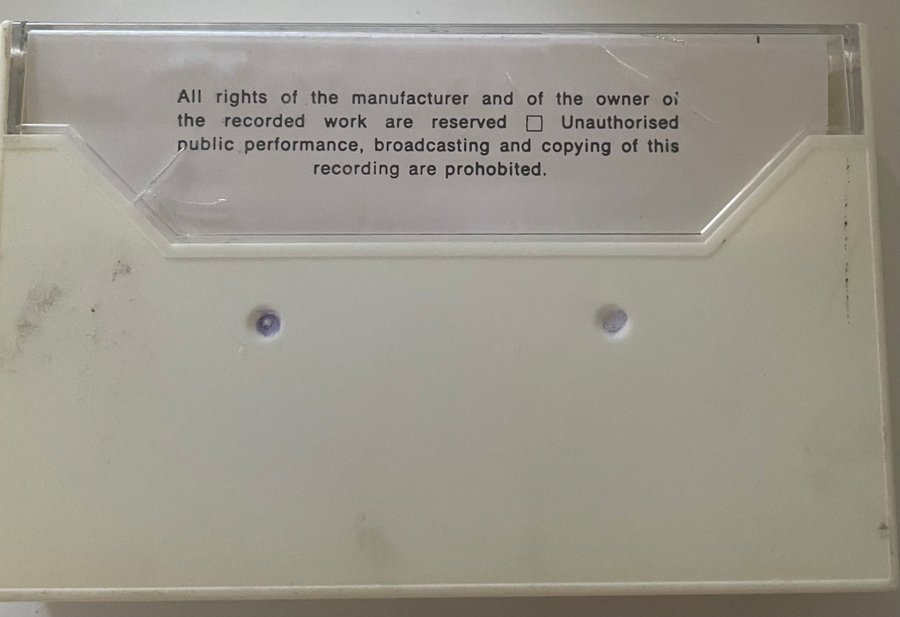 All rights of the manufacturer and of the owner of
the recorded work are reserved □ Unauthorised
public performance, broadcasting and copying of this
recording are prohobited.